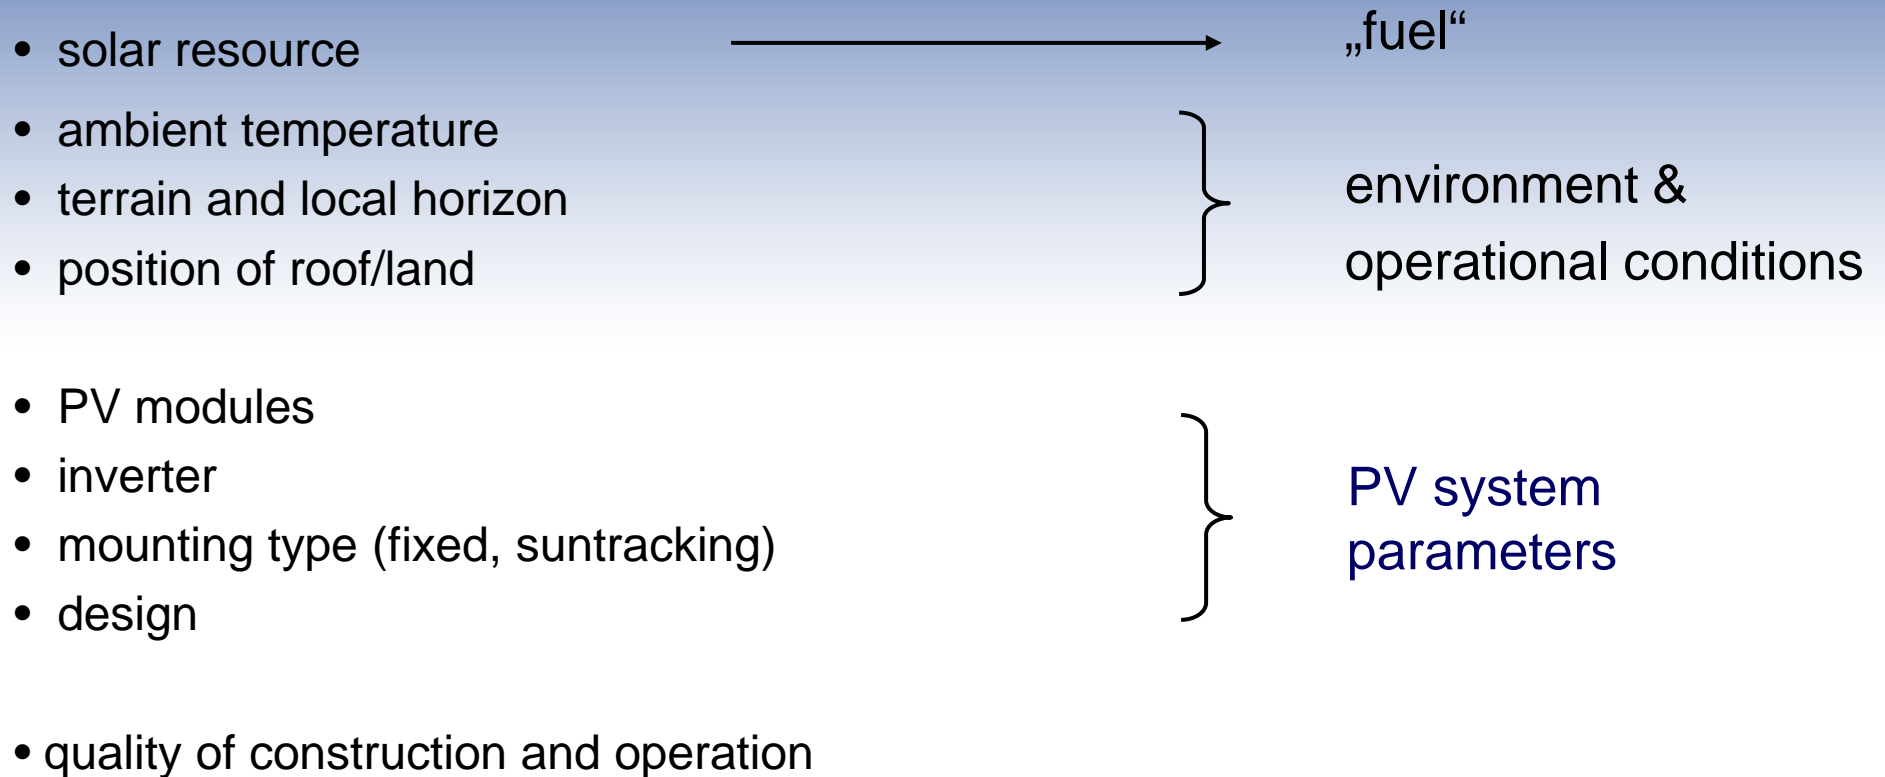 • solar resource
„fuel“
• ambient temperature
• terrain and local horizon
• position of roof/land
environment &
operational conditions
• PV modules
• inverter
• mounting type (fixed, suntracking)
• design
PV system
parameters
• quality of construction and operation